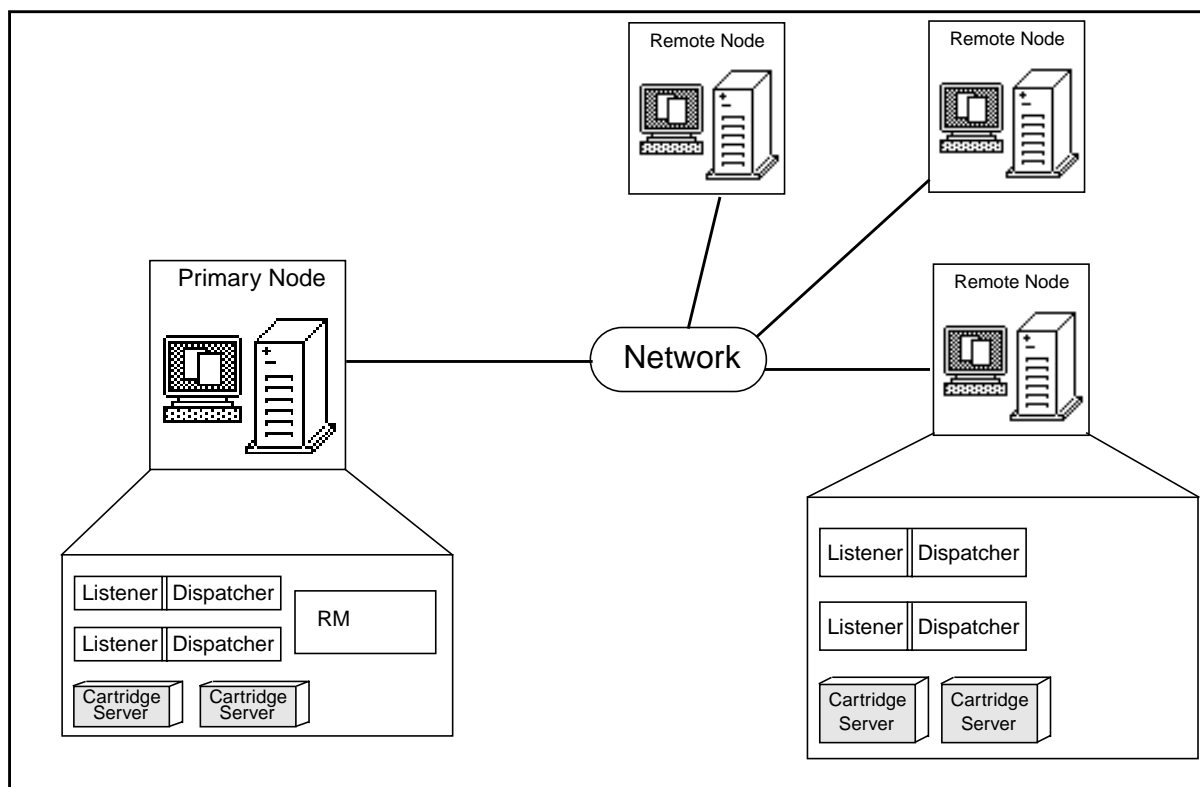 Remote Node
Remote Node
Primary Node
Remote Node
Network
Listener Dispatcher
RM
Listener Dispatcher
Cartridge
Server
Cartridge
Server
Listener Dispatcher
Listener Dispatcher
Cartridge
Server
Cartridge
Server